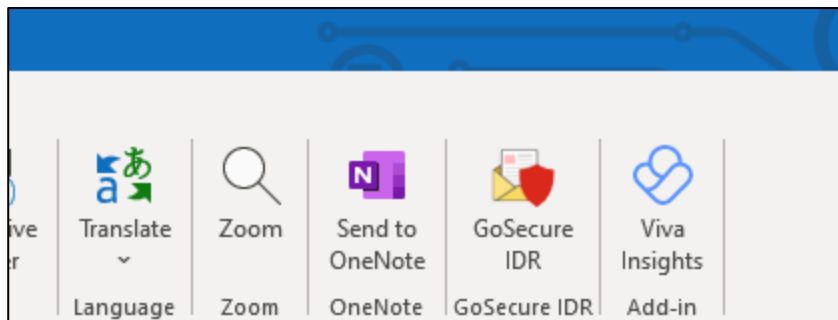 Translate
Language
Zoom
Zoom
Send to
OneNote
OneNote
GoSecure
IDR
GoSecure IDR
Viva
Insights
Add-in